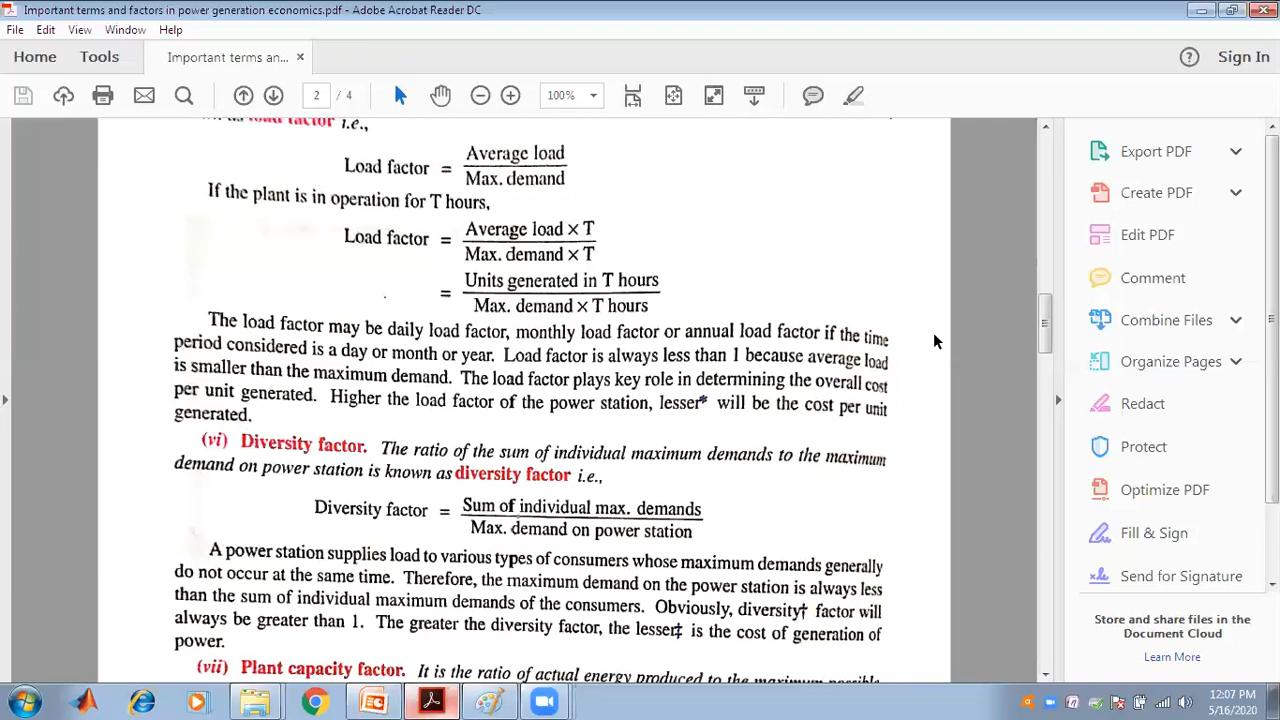 Important terms and factors in power generation economics.pdf - Adobe Acrobat Reader DC
File Edit View Window Help
Home Tools Important terms an... × Sign In
2 / 4 100%
load factor i.e.,
Load factor = Average load
Max. demand
If the plant is in operation for T hours,
Load factor = Average load × T
Max. demand × T
= Units generated in T hours
Max. demand × T hours
The load factor may be daily load factor, monthly load factor or annual load factor if the time
period considered is a day or month or year. Load factor is always less than 1 because average load
is smaller than the maximum demand. The load factor plays key role in determining the overall cost
per unit generated. Higher the load factor of the power station, lesser* will be the cost per unit
generated.
(vi) Diversity factor. The ratio of the sum of individual maximum demands to the maximum
demand on power station is known as diversity factor i.e.,
Diversity factor = Sum of individual max. demands
Max. demand on power station
A power station supplies load to various types of consumers whose maximum demands generally
do not occur at the same time. Therefore, the maximum demand on the power station is always less
than the sum of individual maximum demands of the consumers. Obviously, diversity† factor will
always be greater than 1. The greater the diversity factor, the lesser‡ is the cost of generation of
power.
(vii) Plant capacity factor. It is the ratio of actual energy produced to the maximum possible
Export PDF
Create PDF
Edit PDF
Comment
Combine Files
Organize Pages
Redact
Protect
Optimize PDF
Fill & Sign
Send for Signature
Store and share files in the
Document Cloud
Learn More
12:07 PM
5/16/2020